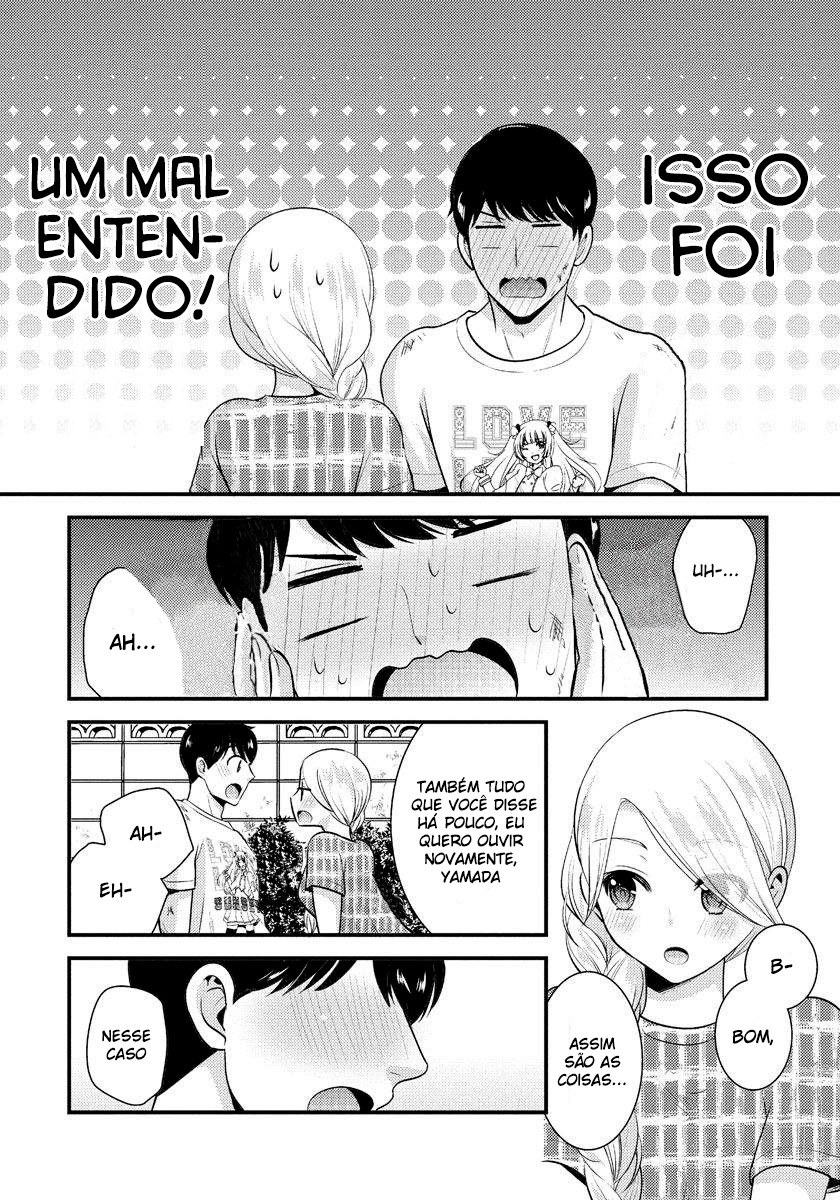 ISSO
FOI
UM MAL
ENTEN-
DIDO!
LOVE
UH-...
AH...
B-
BOM,
ASSIM
SÃO AS
COISAS...
TAMBÉM TUDO
QUE VOCÊ DISSE
HÁ POUCO, EU
QUERO OUVIR
NOVAMENTE,
YAMADA
AH-
EH-
NESSE
CASO